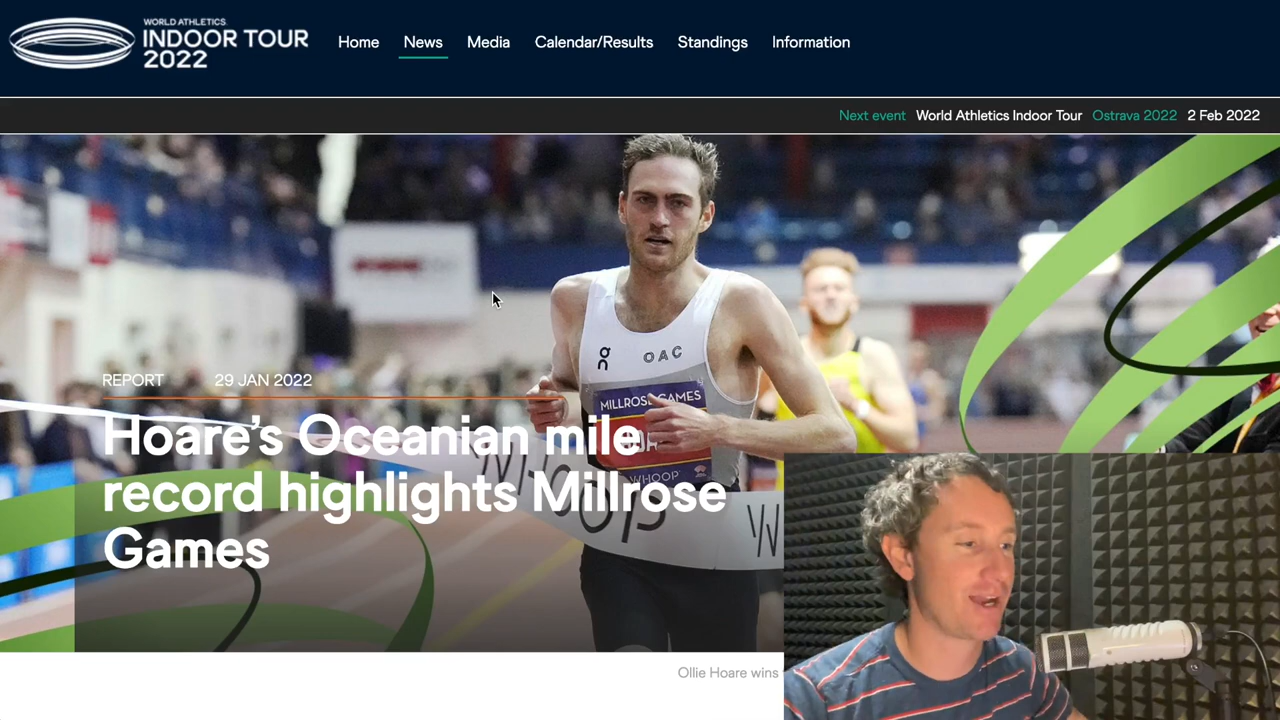 WORLD ATHLETICS.
INDOOR TOUR
2022
Home News Media Calendar/Results Standings Information
Next event World Athletics Indoor Tour Ostrava 2022 2 Feb 2022
OAC
MILLROSE GAMES
WHOOP
WHOOP
W
REPORT 29 JAN 2022
Hoare's Oceanian mile
record highlights Millrose
Games
Ollie Hoare wins